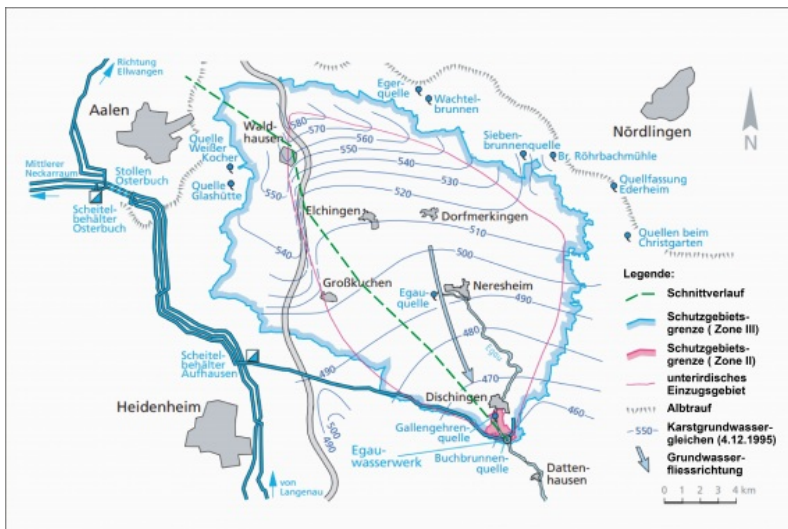 Richtung
Ellwangen
Aalen
Mittlerer
Neckarraum
Stollen
Osterbuch
Scheitel-
behälter
Osterbuch
Quelle
Weißer
Kocher
Quelle
Glashütte
Wald-
hausen
Eger-
quelle
Wachtel-
brunnen
Sieben-
brunnenquelle
Br. Röhrbachmühle
Nördlingen
N
Quellfassung
Ederheim
Quellen beim
Christgarten
580
570
560
550
540
530
520
510
500
490
480
470
460
550
540
490
500
490
Elchingen
Dorfmerkingen
Großkuchen
Egau-
quelle
Neresheim
Egau
Scheitel-
behälter
Aufhausen
Heidenheim
von
Langenau
Dischingen
Gallengehren-
quelle
Egau-
wasserwerk
Buchbrunnen-
quelle
Datten-
hausen
Legende:
Schnittverlauf
Schutzgebiets-
grenze ( Zone III)
Schutzgebiets-
grenze ( Zone II)
unterirdisches
Einzugsgebiet
Albtrauf
550
Karstgrundwasser-
gleichen (4.12.1995)
Grundwasser-
fliessrichtung
0 1 2 3 4 km